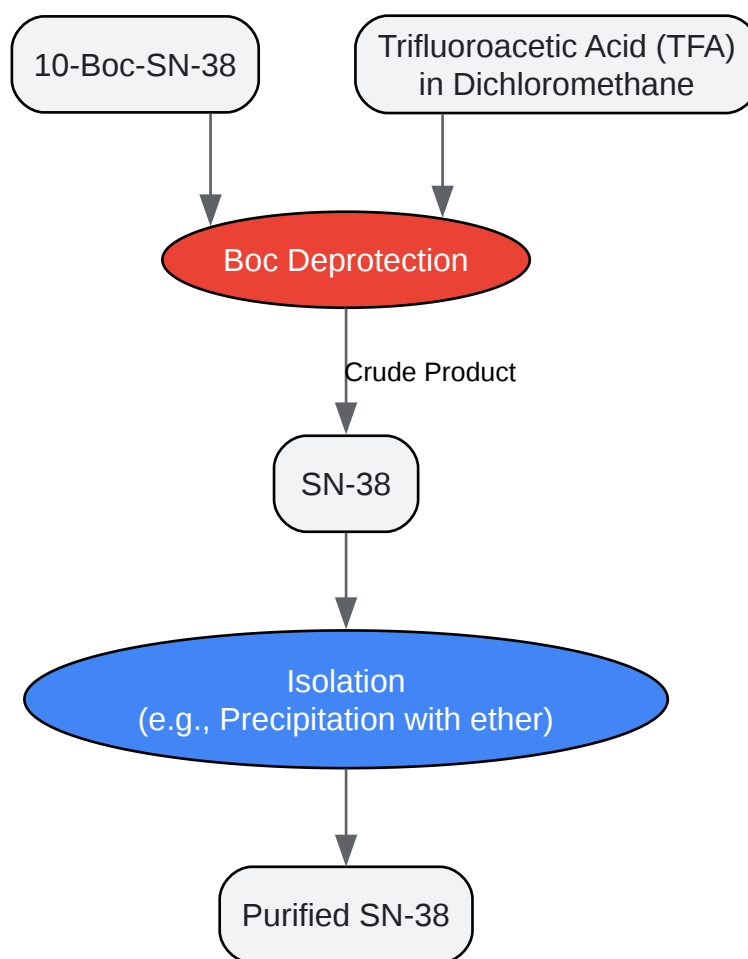 10-Boc-SN-38
Trifluoroacetic Acid (TFA)
in Dichloromethane
Boc Deprotection
Crude Product
SN-38
Isolation
(e.g., Precipitation with ether)
Purified SN-38